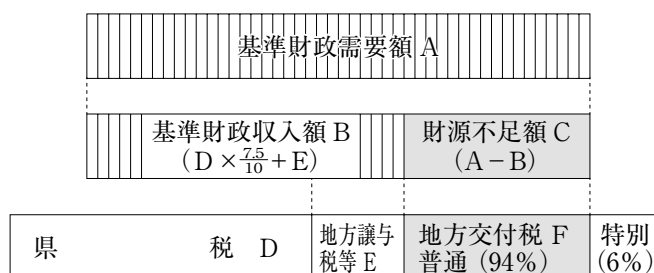 基準財政需要額 A
基準財政収入額 B
(D × 7.5/10 + E)
財源不足額 C
(A − B)
県 税 D
地方譲与
税等 E
地方交付税 F
普通 (94%)
特別
(6%)